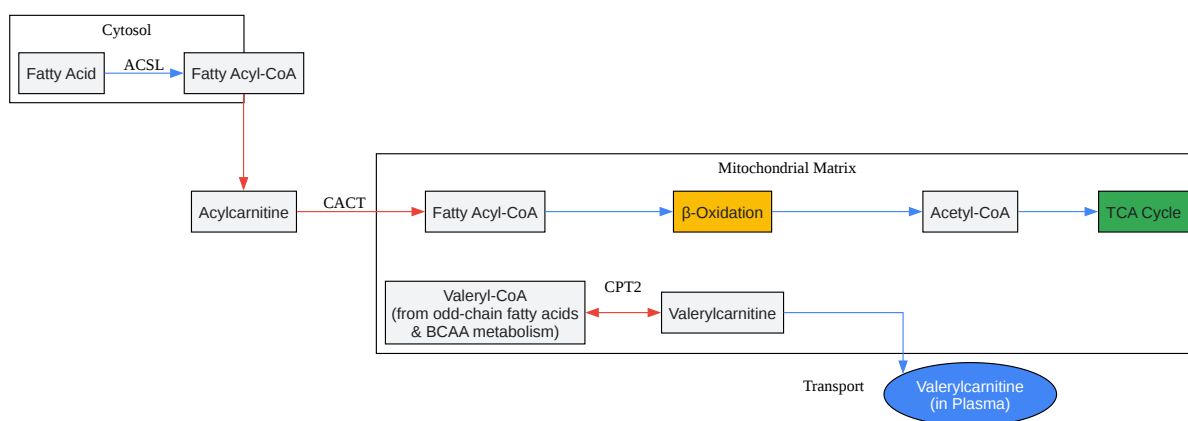 Cytosol
Fatty Acid
ACSL
Fatty Acyl-CoA
Mitochondrial Matrix
Acylcarnitine
CACT
Fatty Acyl-CoA
β-Oxidation
Acetyl-CoA
TCA Cycle
Valeryl-CoA
(from odd-chain fatty acids
& BCAA metabolism)
CPT2
Valerylcarnitine
Transport
Valerylcarnitine
(in Plasma)